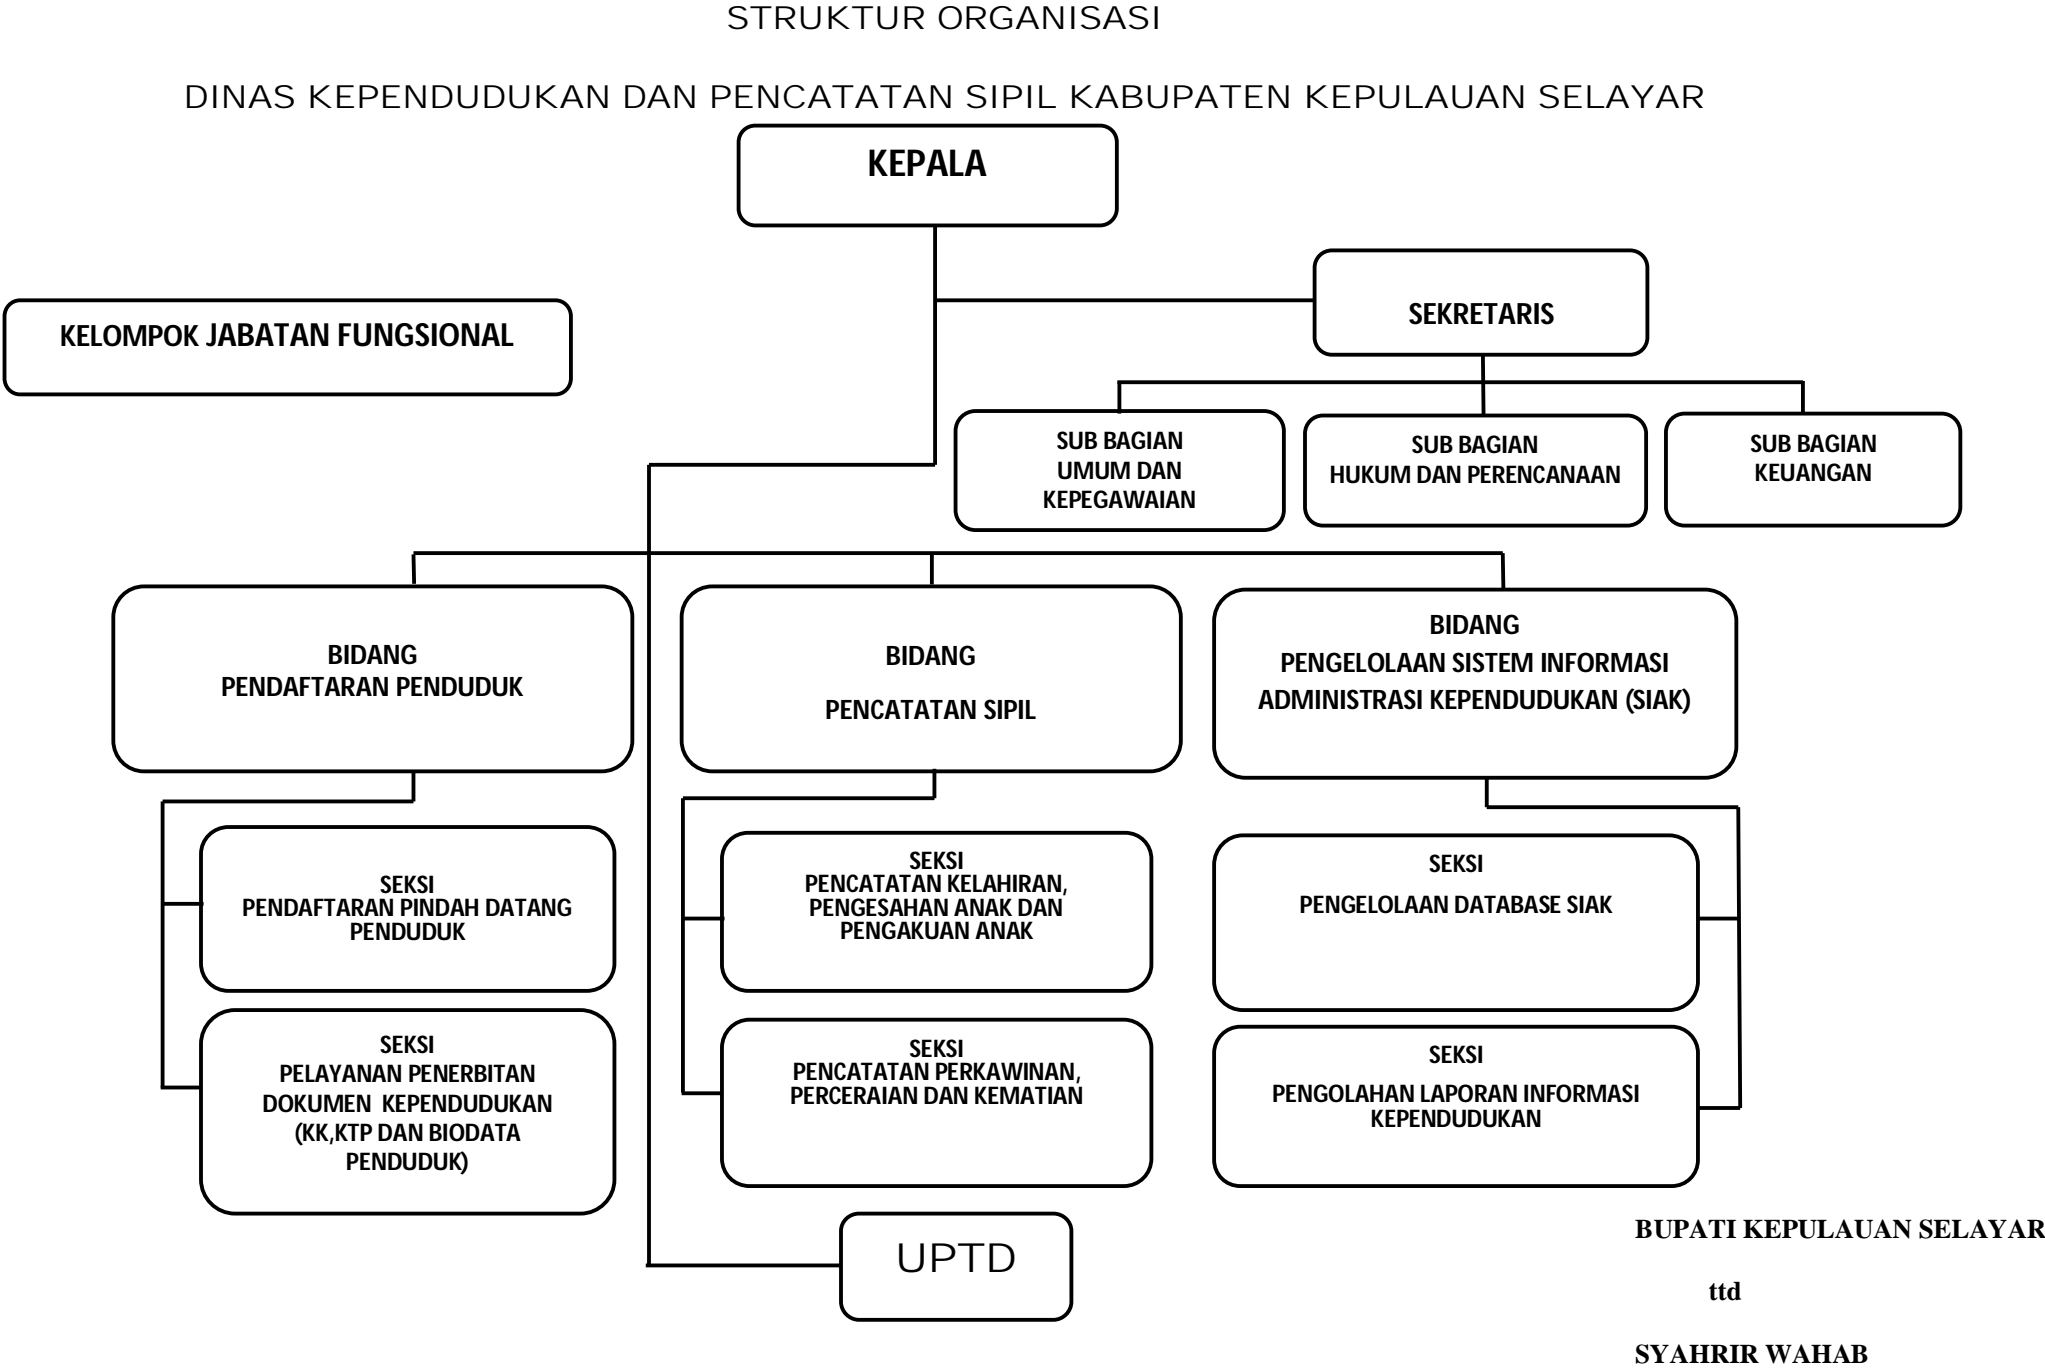 STRUKTUR ORGANISASI
DINAS KEPENDUDUKAN DAN PENCATATAN SIPIL KABUPATEN KEPULAUAN SELAYAR
KEPALA
SEKRETARIS
KELOMPOK JABATAN FUNGSIONAL
SUB BAGIAN
UMUM DAN
KEPEGAWAIAN
SUB BAGIAN
HUKUM DAN PERENCANAAN
SUB BAGIAN
KEUANGAN
BIDANG
PENDAFTARAN PENDUDUK
BIDANG
PENCATATAN SIPIL
BIDANG
PENGELOLAAN SISTEM INFORMASI
ADMINISTRASI KEPENDUDUKAN (SIAK)
SEKSI
PENDAFTARAN PINDAH DATANG
PENDUDUK
SEKSI
PENCATATAN KELAHIRAN,
PENGESAHAN ANAK DAN
PENGAKUAN ANAK
SEKSI
PENGELOLAAN DATABASE SIAK
SEKSI
PELAYANAN PENERBITAN
DOKUMEN KEPENDUDUKAN
(KK,KTP DAN BIODATA
PENDUDUK)
SEKSI
PENCATATAN PERKAWINAN,
PERCERAIAN DAN KEMATIAN
SEKSI
PENGOLAHAN LAPORAN INFORMASI
KEPENDUDUKAN
UPTD
BUPATI KEPULAUAN SELAYAR
ttd
SYAHRIR WAHAB